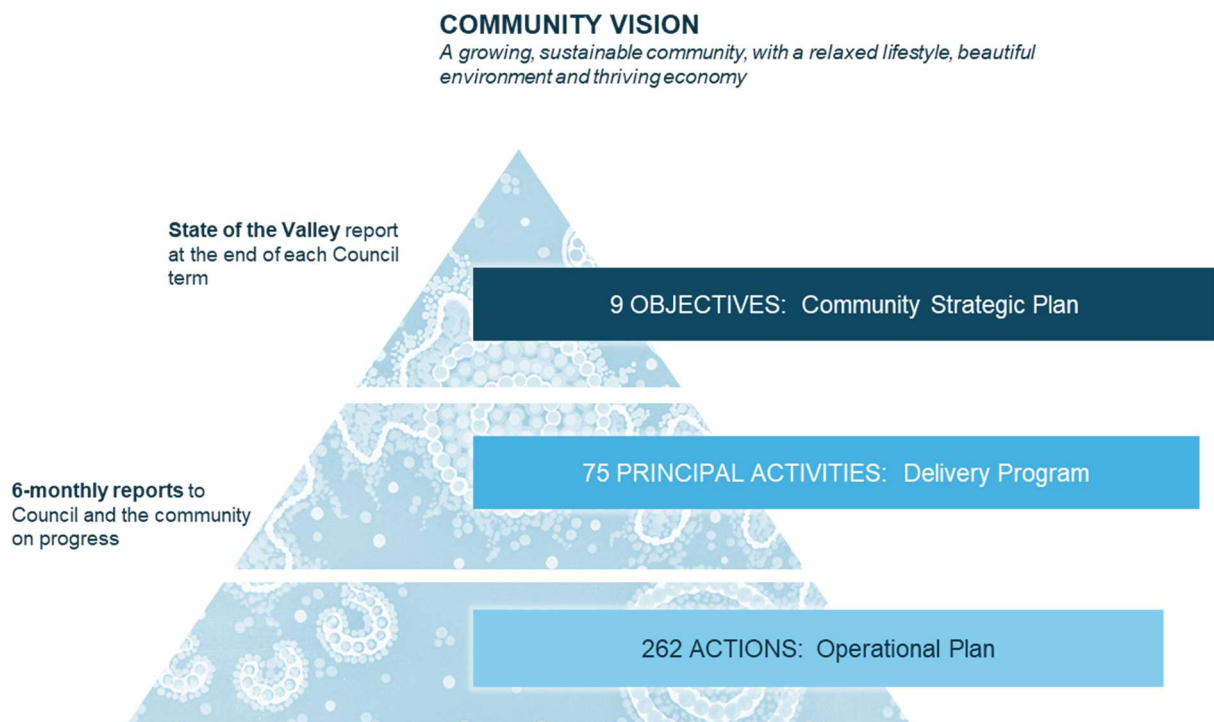 COMMUNITY VISION
A growing, sustainable community, with a relaxed lifestyle, beautiful
environment and thriving economy
State of the Valley report
at the end of each Council
term
9 OBJECTIVES: Community Strategic Plan
75 PRINCIPAL ACTIVITIES: Delivery Program
6-monthly reports to
Council and the community
on progress
262 ACTIONS: Operational Plan